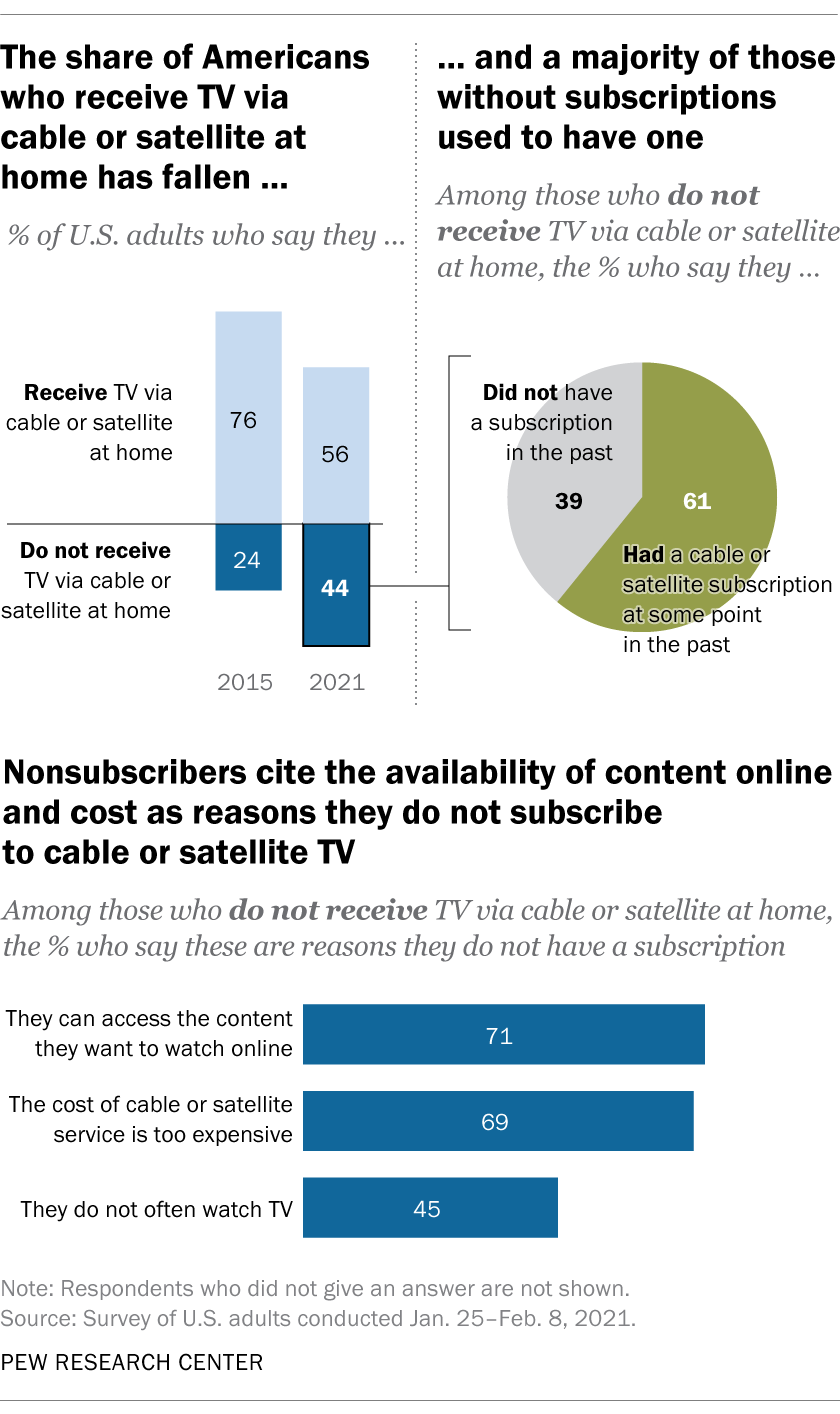 The share of Americans
who receive TV via
cable or satellite at
home has fallen ...
% of U.S. adults who say they ...
Receive TV via
cable or satellite
at home
76
56
Do not receive
TV via cable or
satellite at home
24
44
2015
2021
... and a majority of those
without subscriptions
used to have one
Among those who do not
receive TV via cable or satellite
at home, the % who say they ...
Did not have
a subscription
in the past
39
61
Had a cable or
satellite subscription
at some point
in the past
Nonsubscribers cite the availability of content online
and cost as reasons they do not subscribe
to cable or satellite TV
Among those who do not receive TV via cable or satellite at home,
the % who say these are reasons they do not have a subscription
They can access the content
they want to watch online
71
The cost of cable or satellite
service is too expensive
69
They do not often watch TV
45
Note: Respondents who did not give an answer are not shown.
Source: Survey of U.S. adults conducted Jan. 25–Feb. 8, 2021.
PEW RESEARCH CENTER